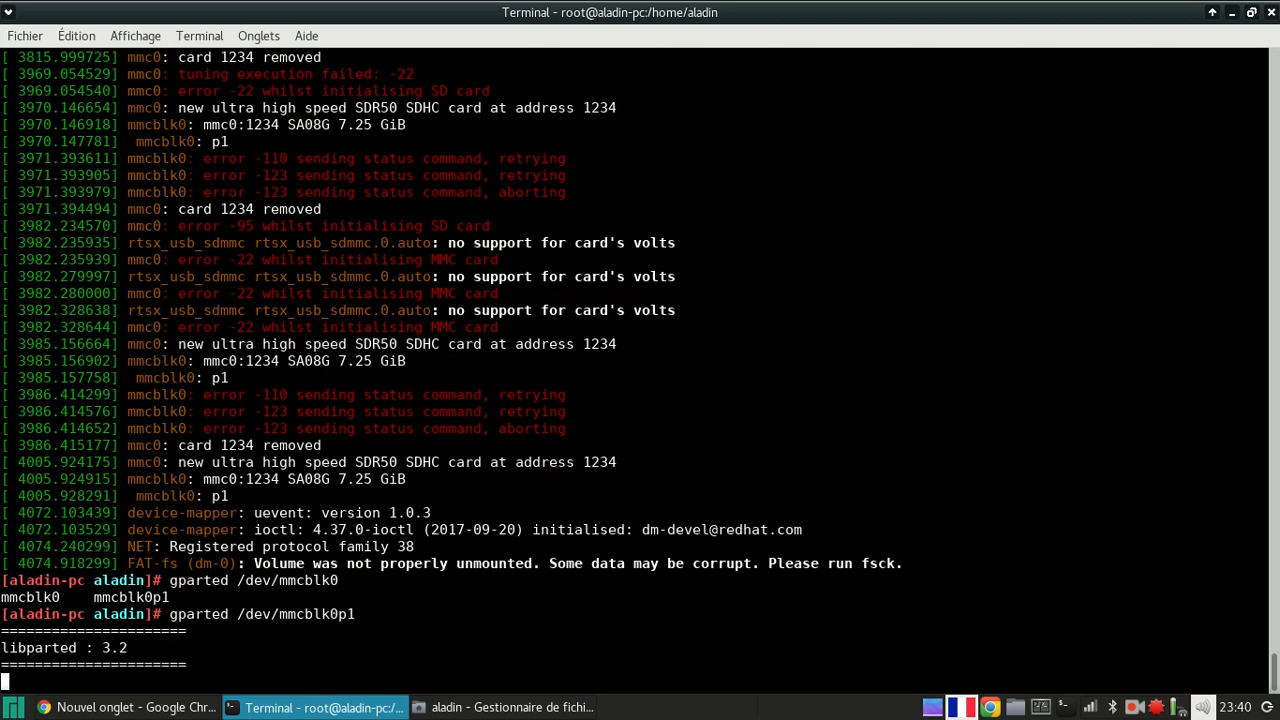 Terminal - root@aladin-pc:/home/aladin
Fichier Édition Affichage Terminal Onglets Aide
[ 3815.999725] mmc0: card 1234 removed
[ 3969.054529] mmc0: tuning execution failed: -22
[ 3969.054540] mmc0: error -22 whilst initialising SD card
[ 3970.146654] mmc0: new ultra high speed SDR50 SDHC card at address 1234
[ 3970.146918] mmcblk0: mmc0:1234 SA08G 7.25 GiB
[ 3970.147781]  mmcblk0: p1
[ 3971.393611] mmcblk0: error -110 sending status command, retrying
[ 3971.393905] mmcblk0: error -123 sending status command, retrying
[ 3971.393979] mmcblk0: error -123 sending status command, aborting
[ 3971.394494] mmc0: card 1234 removed
[ 3982.234570] mmc0: error -95 whilst initialising SD card
[ 3982.235935] rtsx_usb_sdmmc rtsx_usb_sdmmc.0.auto: no support for card's volts
[ 3982.235939] mmc0: error -22 whilst initialising MMC card
[ 3982.279997] rtsx_usb_sdmmc rtsx_usb_sdmmc.0.auto: no support for card's volts
[ 3982.280000] mmc0: error -22 whilst initialising MMC card
[ 3982.328638] rtsx_usb_sdmmc rtsx_usb_sdmmc.0.auto: no support for card's volts
[ 3982.328644] mmc0: error -22 whilst initialising MMC card
[ 3985.156664] mmc0: new ultra high speed SDR50 SDHC card at address 1234
[ 3985.156902] mmcblk0: mmc0:1234 SA08G 7.25 GiB
[ 3985.157758]  mmcblk0: p1
[ 3986.414299] mmcblk0: error -110 sending status command, retrying
[ 3986.414576] mmcblk0: error -123 sending status command, retrying
[ 3986.414652] mmcblk0: error -123 sending status command, aborting
[ 3986.415177] mmc0: card 1234 removed
[ 4005.924175] mmc0: new ultra high speed SDR50 SDHC card at address 1234
[ 4005.924915] mmcblk0: mmc0:1234 SA08G 7.25 GiB
[ 4005.928291]  mmcblk0: p1
[ 4072.103439] device-mapper: uevent: version 1.0.3
[ 4072.103529] device-mapper: ioctl: 4.37.0-ioctl (2017-09-20) initialised: dm-devel@redhat.com
[ 4074.240299] NET: Registered protocol family 38
[ 4074.918299] FAT-fs (dm-0): Volume was not properly unmounted. Some data may be corrupt. Please run fsck.
[aladin-pc aladin]# gparted /dev/mmcblk0
mmcblk0    mmcblk0p1
[aladin-pc aladin]# gparted /dev/mmcblk0p1
======================
libparted : 3.2
======================
Nouvel onglet - Google Chr... Terminal - root@aladin-pc:/... aladin - Gestionnaire de fichi... 23:40